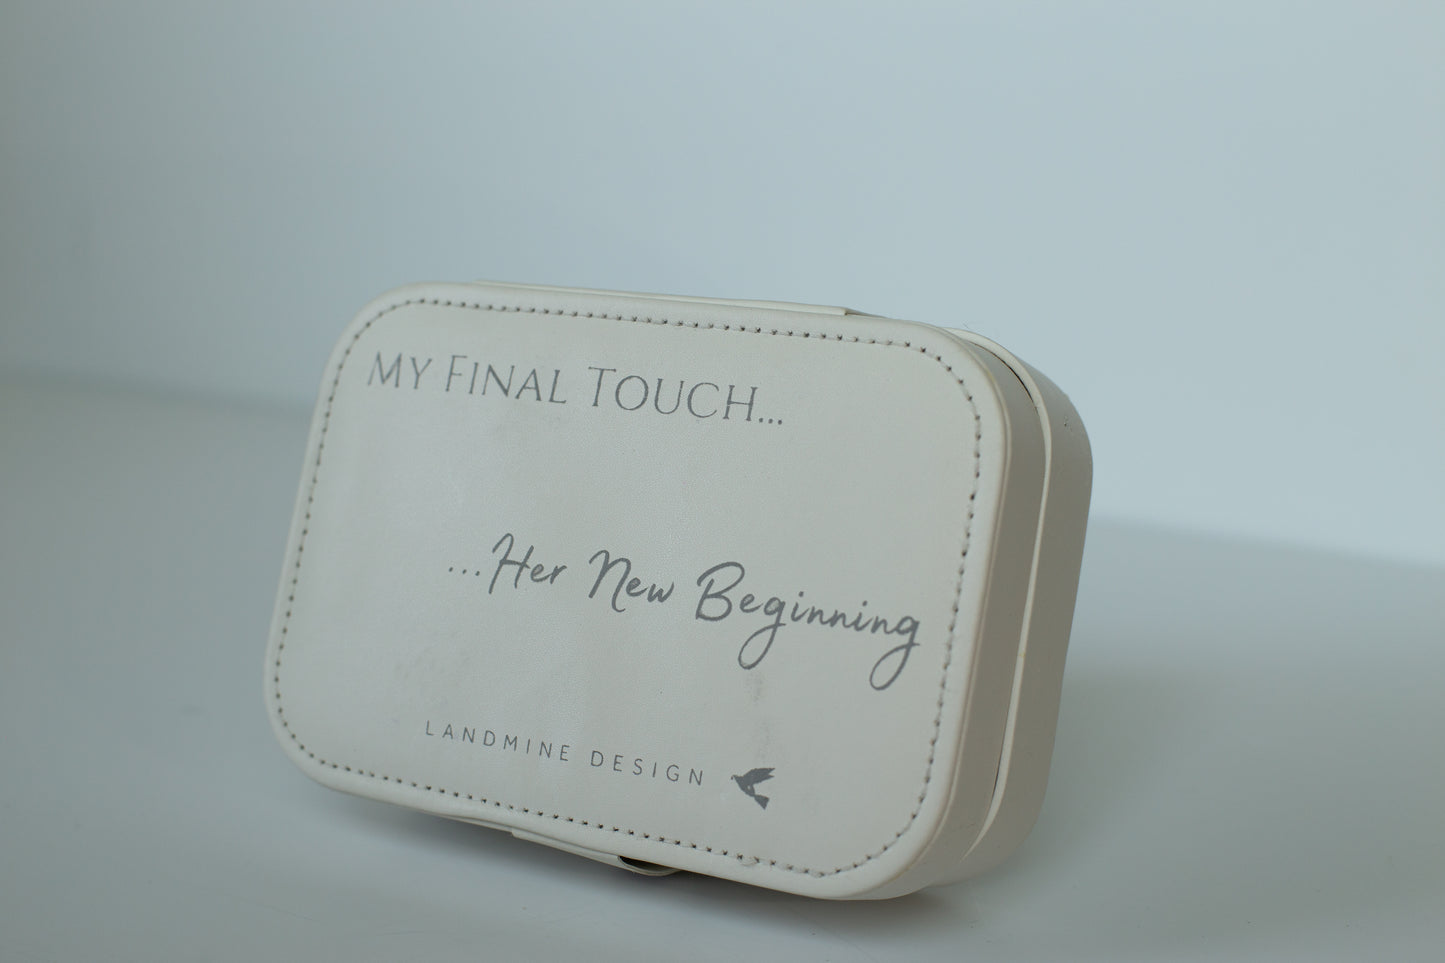 My Final Touch...
...Her New Beginning
LANDMINE DESIGN